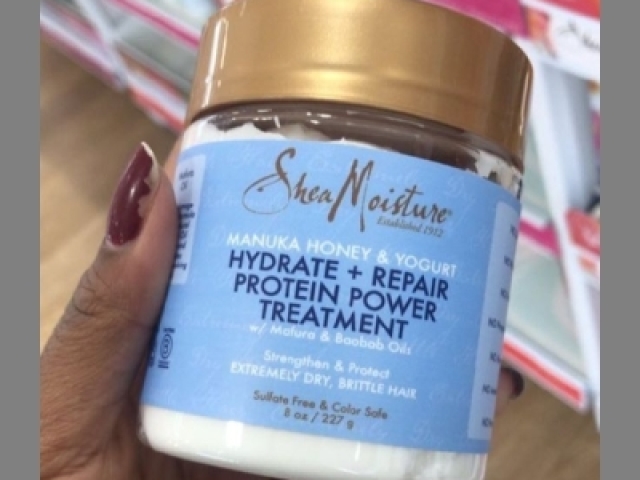 SheaMoisture®
Established 1912
MANUKA HONEY & YOGURT
HYDRATE + REPAIR
PROTEIN POWER
TREATMENT
w/ Mafura & Baobab Oils
Strengthen & Protect
EXTREMELY DRY, BRITTLE HAIR
Sulfate Free & Color Safe
8 oz / 227 g